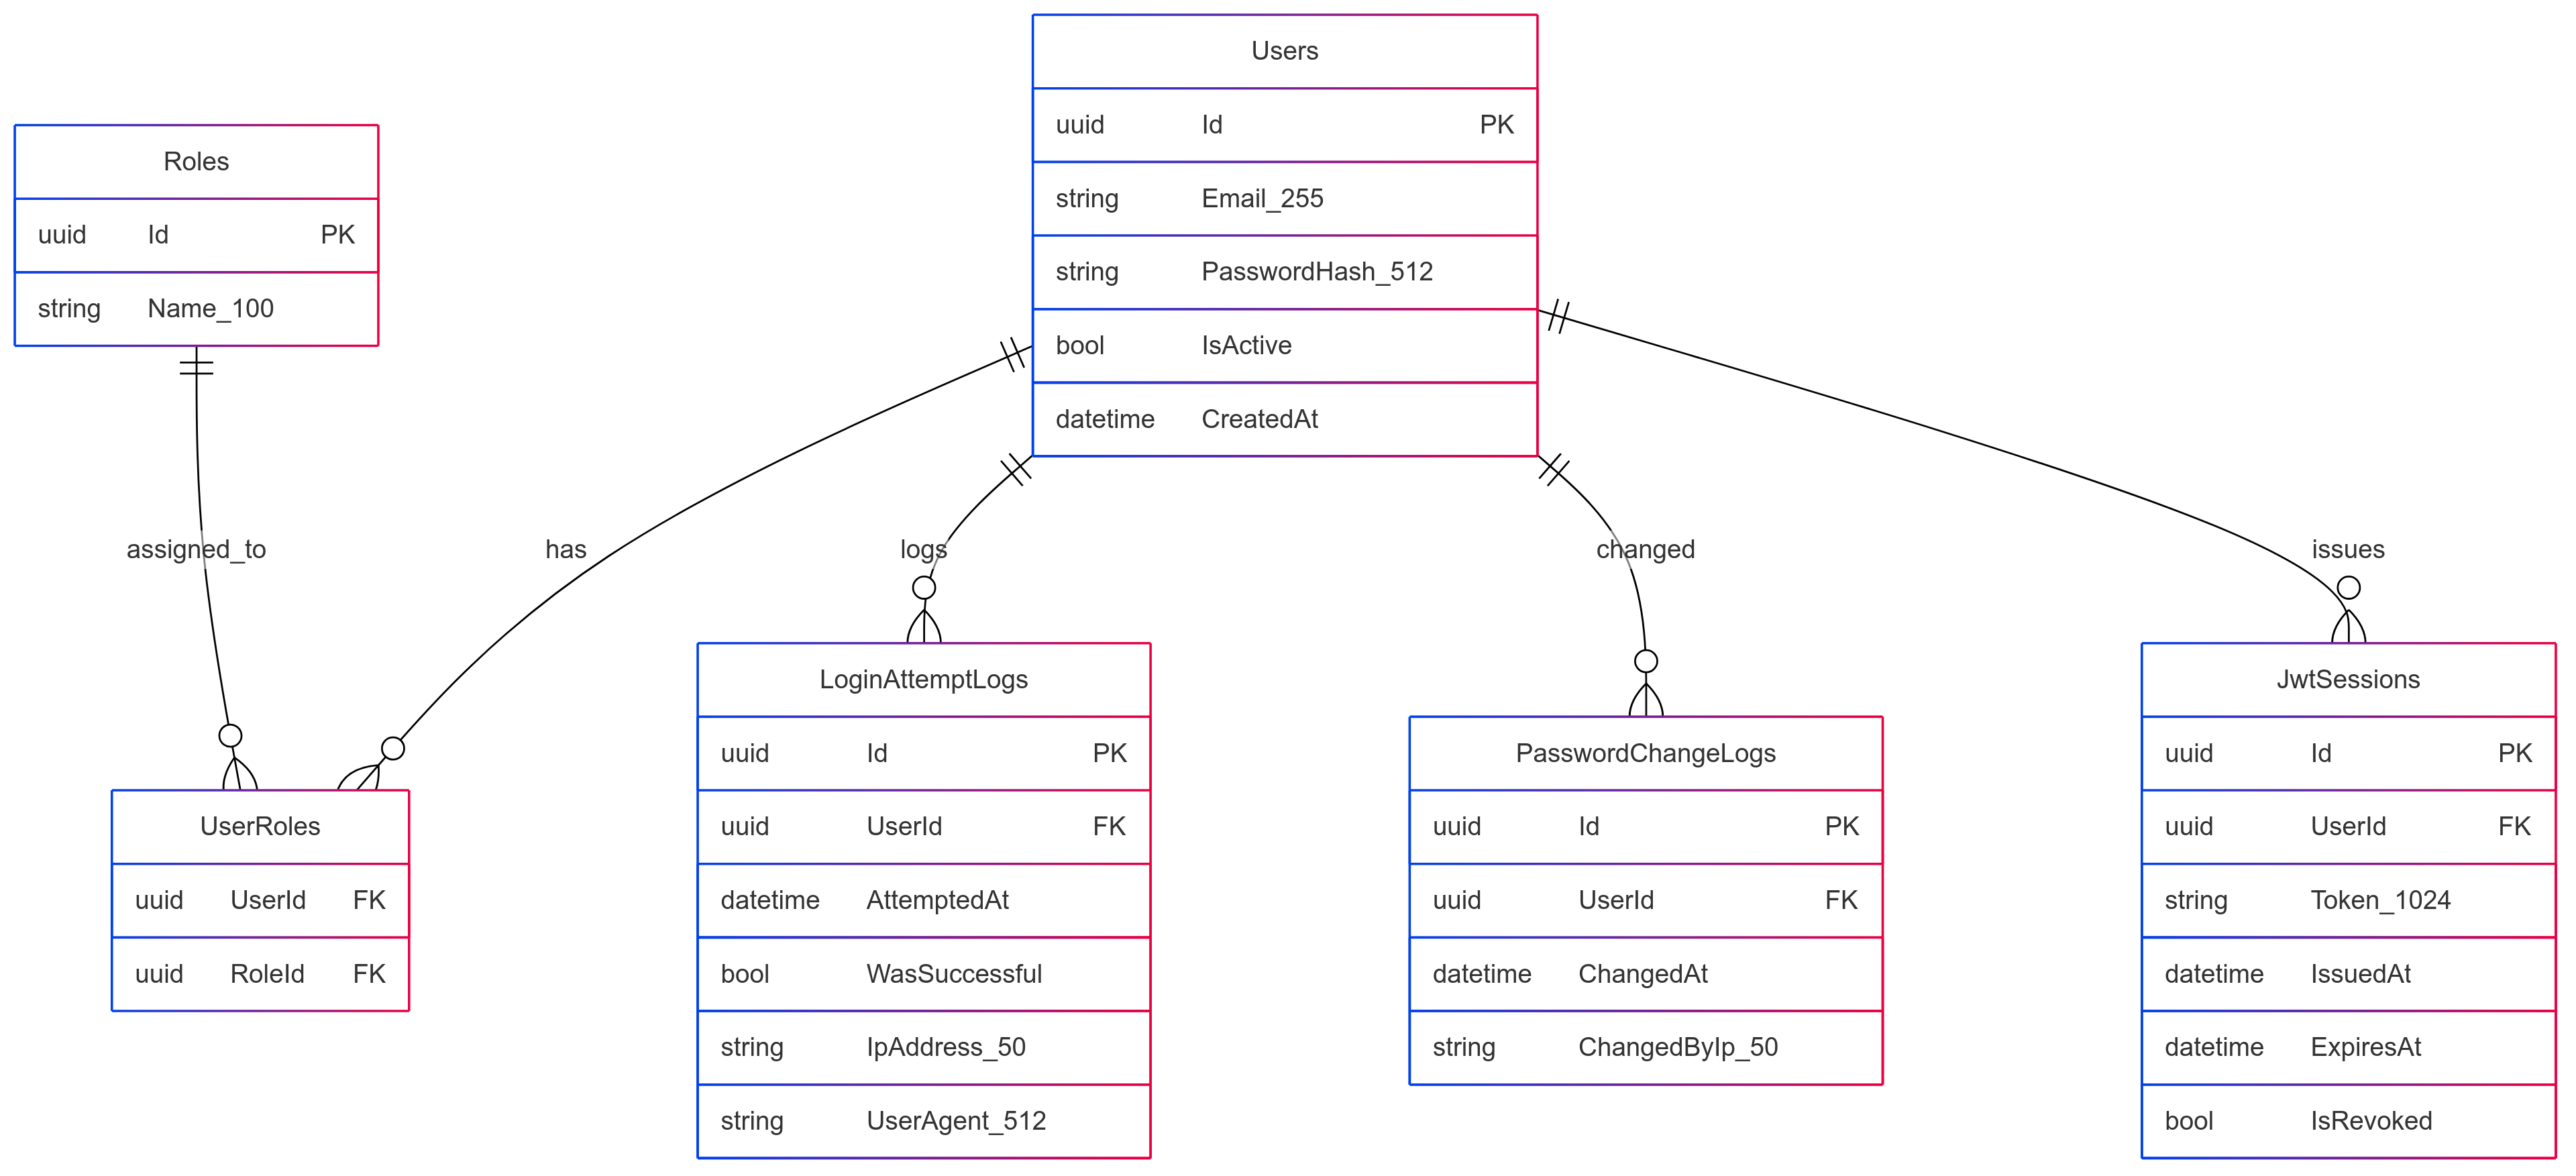 Users
uuid Id PK
string Email_255
string PasswordHash_512
bool IsActive
datetime CreatedAt
Roles
uuid Id PK
string Name_100
assigned_to
has
logs
changed
issues
UserRoles
uuid UserId FK
uuid RoleId FK
LoginAttemptLogs
uuid Id PK
uuid UserId FK
datetime AttemptedAt
bool WasSuccessful
string IpAddress_50
string UserAgent_512
PasswordChangeLogs
uuid Id PK
uuid UserId FK
datetime ChangedAt
string ChangedByIp_50
JwtSessions
uuid Id PK
uuid UserId FK
string Token_1024
datetime IssuedAt
datetime ExpiresAt
bool IsRevoked